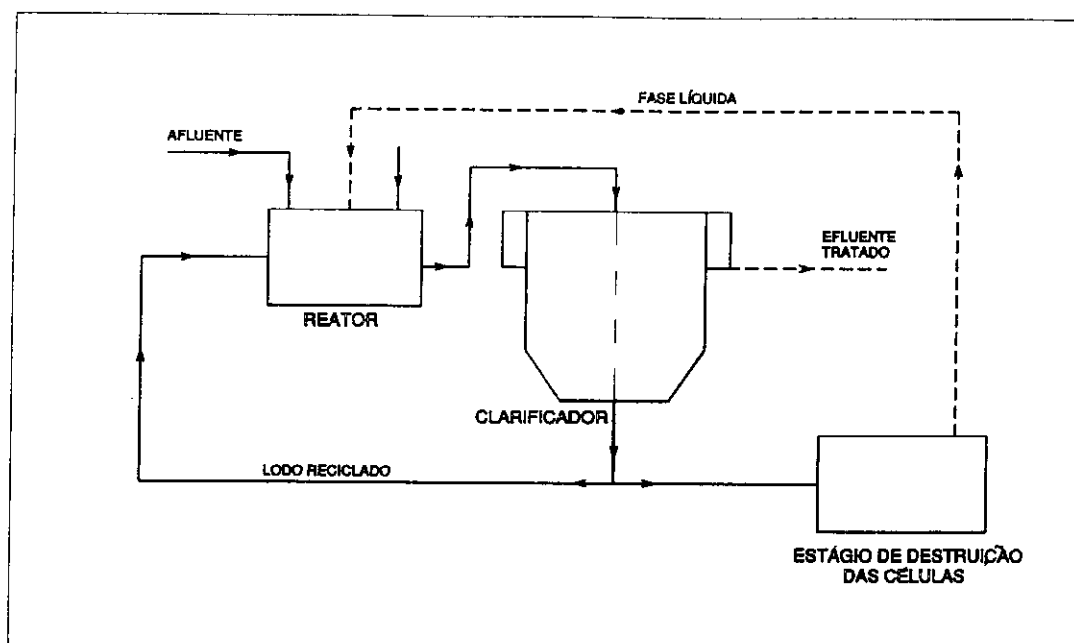 FASE LÍQUIDA
AFLUENTE
EFLUENTE
TRATADO
REATOR
CLARIFICADOR
LODO RECICLADO
ESTÁGIO DE DESTRUIÇÃO
DAS CÉLULAS